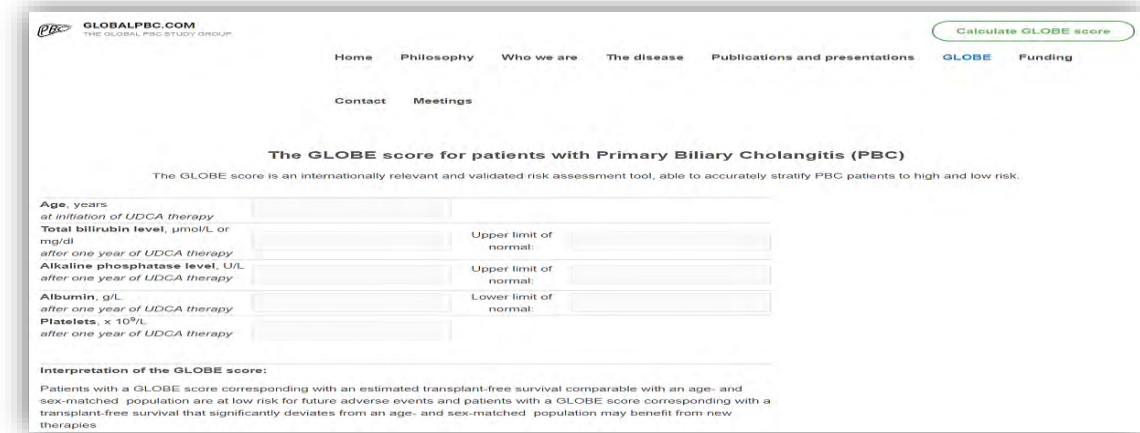 PBC
GLOBALPBC.COM
THE GLOBAL PBC STUDY GROUP
Calculate GLOBE score
Home Philosophy Who we are The disease Publications and presentations GLOBE Funding
Contact Meetings
The GLOBE score for patients with Primary Biliary Cholangitis (PBC)
The GLOBE score is an internationally relevant and validated risk assessment tool, able to accurately stratify PBC patients to high and low risk.
Age, years
at initiation of UDCA therapy
Total bilirubin level, µmol/L or
mg/dl
after one year of UDCA therapy
Upper limit of
normal:
Alkaline phosphatase level, U/L
after one year of UDCA therapy
Upper limit of
normal:
Albumin, g/L
after one year of UDCA therapy
Lower limit of
normal:
Platelets, x 10⁹/L
after one year of UDCA therapy
Interpretation of the GLOBE score:
Patients with a GLOBE score corresponding with an estimated transplant-free survival comparable with an age- and
sex-matched population are at low risk for future adverse events and patients with a GLOBE score corresponding with a
transplant-free survival that significantly deviates from an age- and sex-matched population may benefit from new
therapies